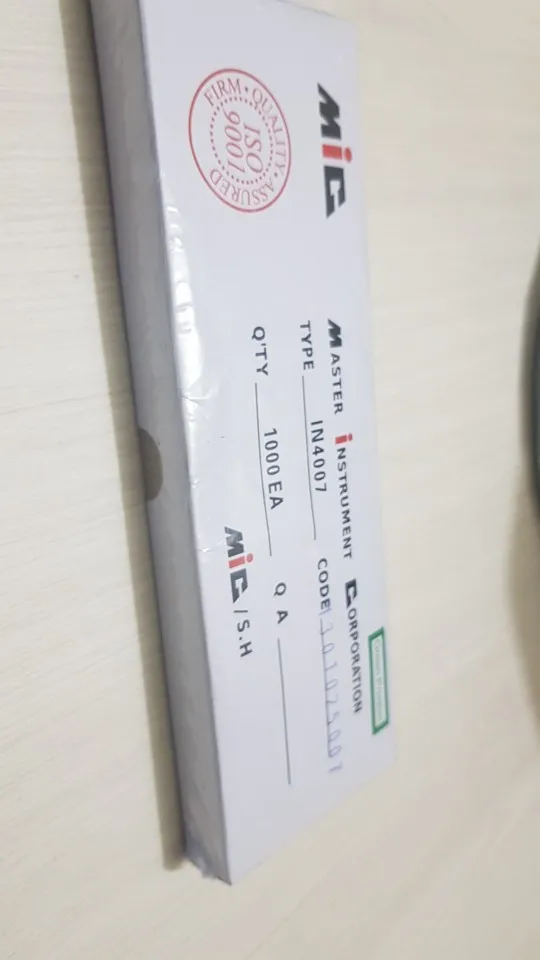 MiC
FIRM • QUALITY • ASSURED
ISO
9001
MASTER iNSTRUMENT CORPORATION
TYPE IN4007 CODE
Q'TY 1000 EA Q A
MiC / S.H